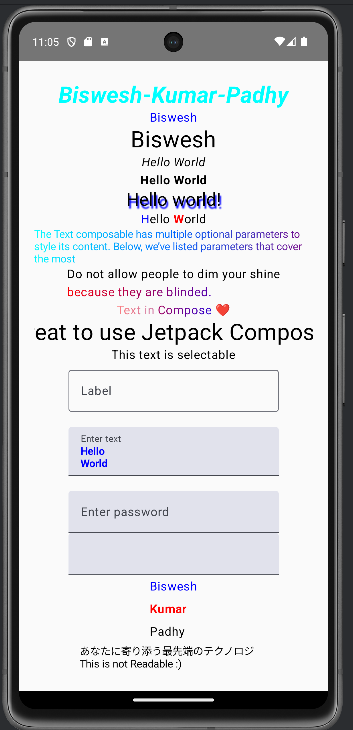 11:05
Biswesh-Kumar-Padhy
Biswesh
Biswesh
Hello World
Hello World
Hello world!
Hello World
The Text composable has multiple optional parameters to
style its content. Below, we've listed parameters that cover
the most
Do not allow people to dim your shine
because they are blinded.
Text in Compose ❤️
eat to use Jetpack Compos
This text is selectable
Label
Enter text
Hello
World
Enter password
Biswesh
Kumar
Padhy
あなたに寄り添う最先端のテクノロジ
This is not Readable :)